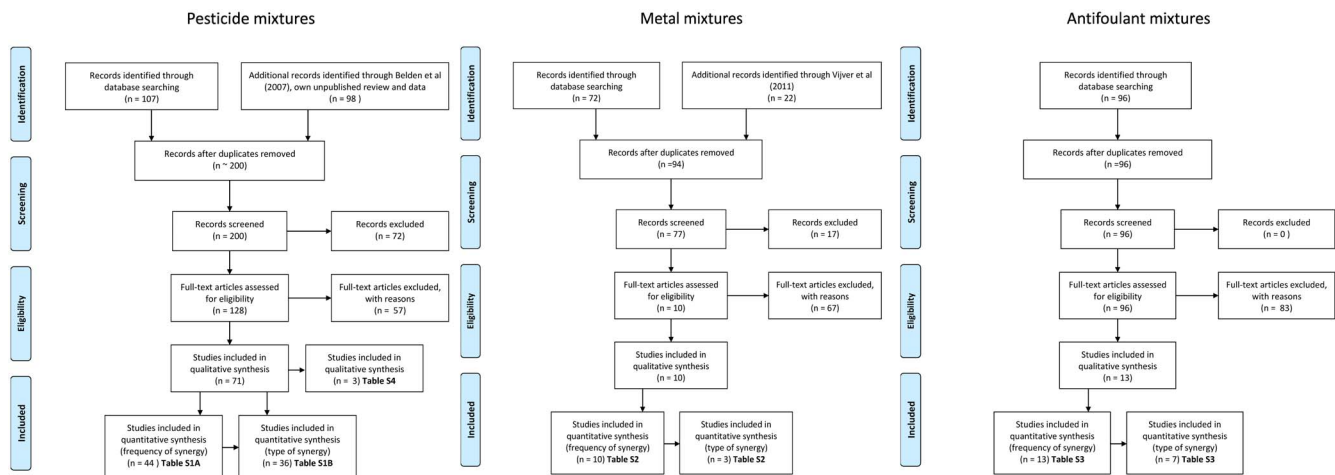 Pesticide mixtures
Identification
Records identified through
database searching
(n = 107)
Additional records identified through Belden et al
(2007), own unpublished review and data
(n = 98 )
Records after duplicates removed
(n ~ 200)
Screening
Records screened
(n = 200)
Records excluded
(n = 72)
Eligibility
Full-text articles assessed
for eligibility
(n = 128)
Full-text articles excluded,
with reasons
(n = 57)
Studies included in
qualitative synthesis
(n = 71)
Studies included in
qualitative synthesis
(n = 3) Table S4
Included
Studies included in
quantitative synthesis
(frequency of synergy)
(n = 44 ) Table S1A
Studies included in
quantitative synthesis
(type of synergy)
(n = 36) Table S1B
Metal mixtures
Identification
Records identified through
database searching
(n = 72)
Additional records identified through Vijver et al
(2011)
(n = 22)
Records after duplicates removed
(n =94)
Screening
Records screened
(n = 77)
Records excluded
(n = 17)
Eligibility
Full-text articles assessed
for eligibility
(n = 10)
Full-text articles excluded,
with reasons
(n = 67)
Studies included in
qualitative synthesis
(n = 10)
Included
Studies included in
quantitative synthesis
(frequency of synergy)
(n = 10) Table S2
Studies included in
quantitative synthesis
(type of synergy)
(n = 3) Table S2
Antifoulant mixtures
Identification
Records identified through
database searching
(n = 96)
Records after duplicates removed
(n =96)
Screening
Records screened
(n = 96)
Records excluded
(n = 0 )
Eligibility
Full-text articles assessed
for eligibility
(n = 96)
Full-text articles excluded,
with reasons
(n = 83)
Studies included in
qualitative synthesis
(n = 13)
Included
Studies included in
quantitative synthesis
(frequency of synergy)
(n = 13) Table S3
Studies included in
quantitative synthesis
(type of synergy)
(n = 7) Table S3